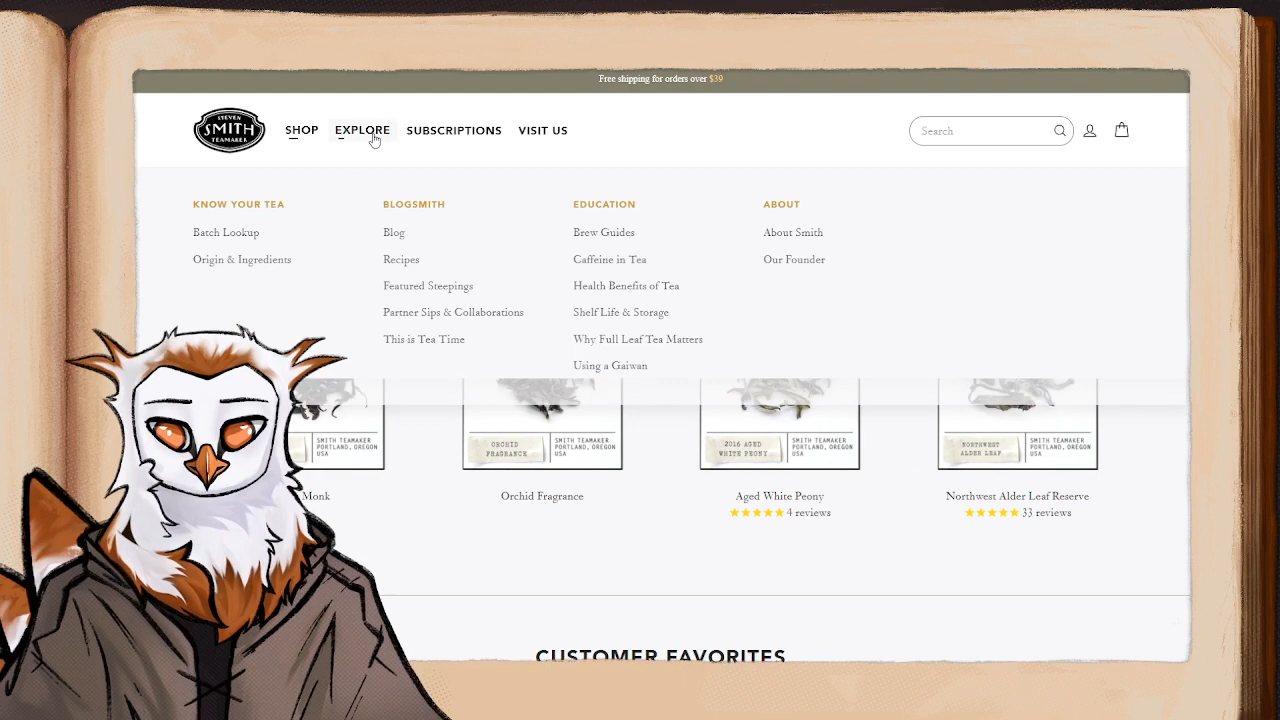 Free shipping for orders over $39
STEVEN
SMITH
TEAMAKER
SHOP EXPLORE SUBSCRIPTIONS VISIT US
Search
KNOW YOUR TEA
Batch Lookup
Origin & Ingredients
BLOGSMITH
Blog
Recipes
Featured Steepings
Partner Sips & Collaborations
This is Tea Time
EDUCATION
Brew Guides
Caffeine in Tea
Health Benefits of Tea
Shelf Life & Storage
Why Full Leaf Tea Matters
Using a Gaiwan
ABOUT
About Smith
Our Founder
SMITH TEAMAKER
PORTLAND, OREGON
USA
Monk
ORCHID
FRAGRANCE
SMITH TEAMAKER
PORTLAND, OREGON
USA
Orchid Fragrance
2016 AGED
WHITE PEONY
SMITH TEAMAKER
PORTLAND, OREGON
USA
Aged White Peony
4 reviews
NORTHWEST
ALDER LEAF
SMITH TEAMAKER
PORTLAND, OREGON
USA
Northwest Alder Leaf Reserve
33 reviews
CUSTOMER FAVORITES